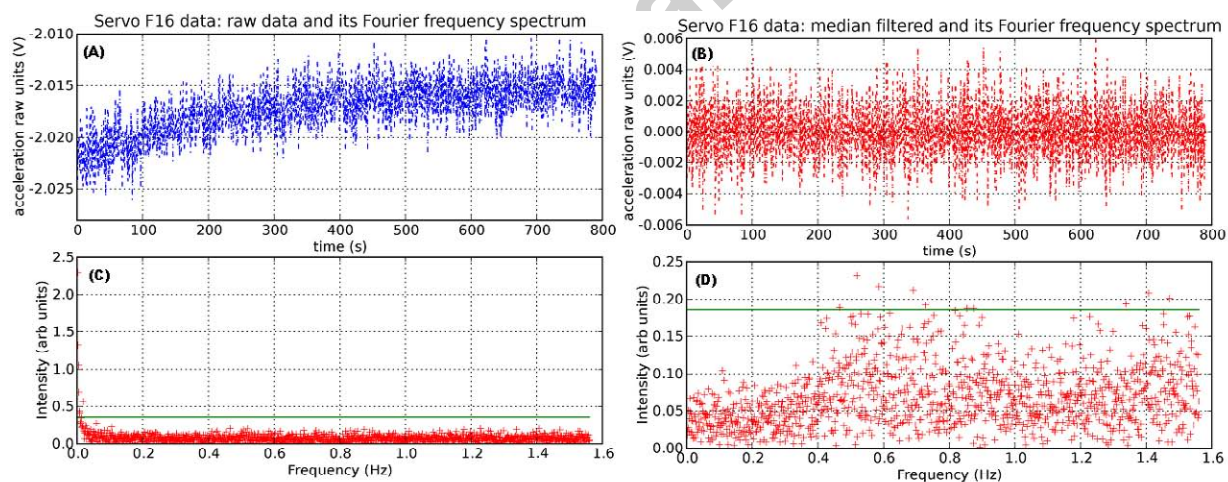 Servo F16 data: raw data and its Fourier frequency spectrum
(A)
acceleration raw units (V)
-2.010
-2.015
-2.020
-2.025
0 100 200 300 400 500 600 700 800
time (s)
Servo F16 data: median filtered and its Fourier frequency spectrum
(B)
acceleration raw units (V)
0.006
0.004
0.002
0.000
-0.002
-0.004
-0.006
0 100 200 300 400 500 600 700 800
time (s)
(C)
Intensity (arb units)
2.5
2.0
1.5
1.0
0.5
0.0
0.0 0.2 0.4 0.6 0.8 1.0 1.2 1.4 1.6
Frequency (Hz)
(D)
Intensity (arb units)
0.25
0.20
0.15
0.10
0.05
0.00
0.0 0.2 0.4 0.6 0.8 1.0 1.2 1.4 1.6
Frequency (Hz)